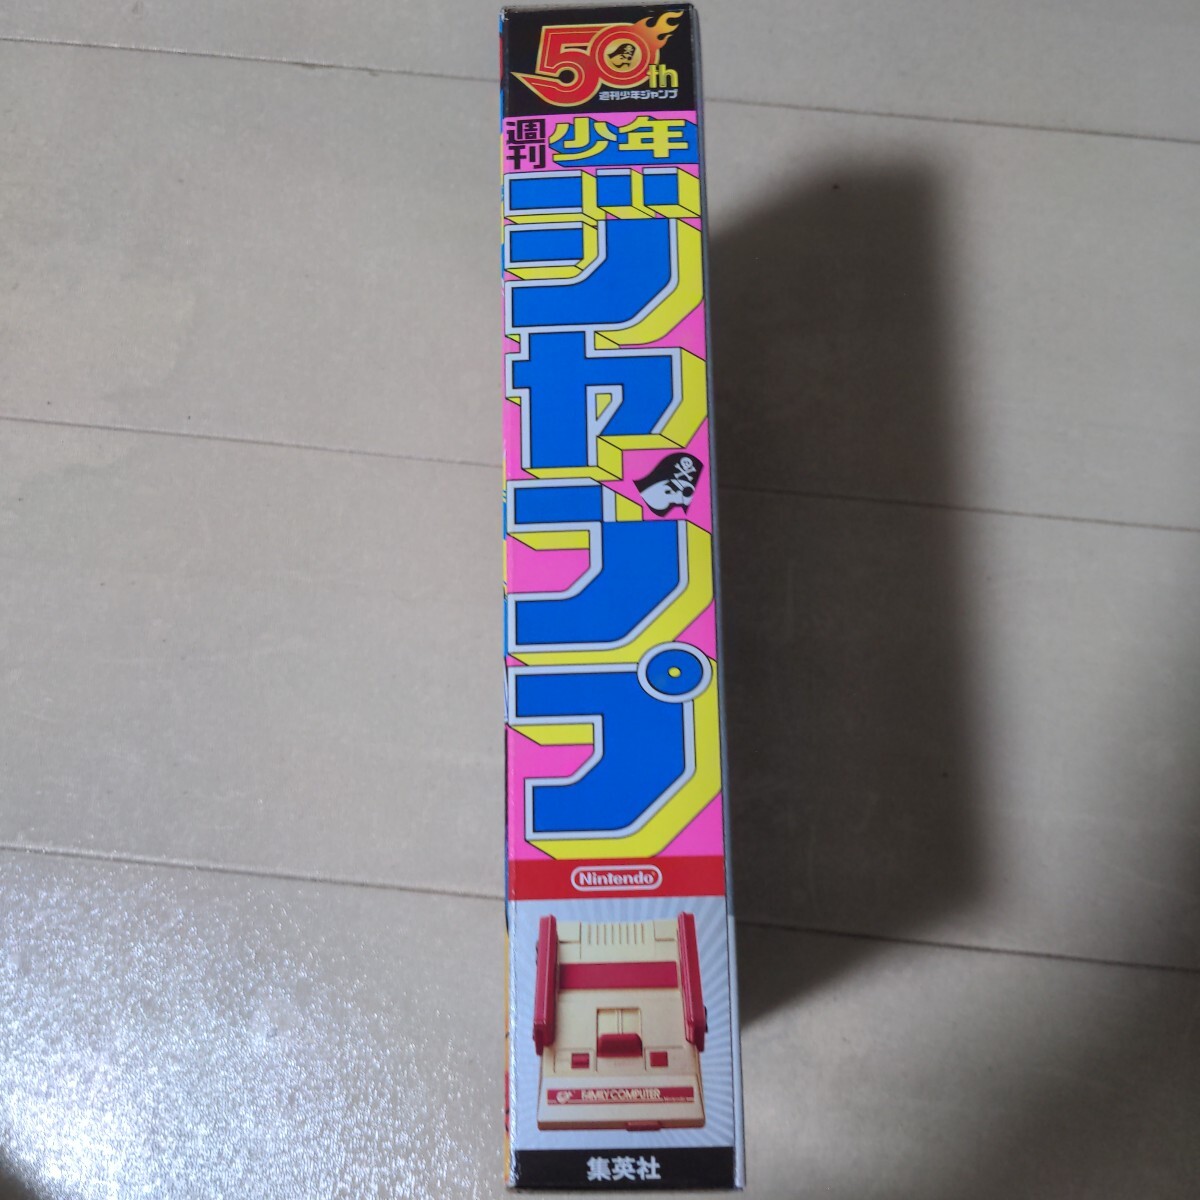 50th
週刊少年ジャンプ
週刊
少年
ジャンプ
Nintendo
FAMILY COMPUTER
集英社